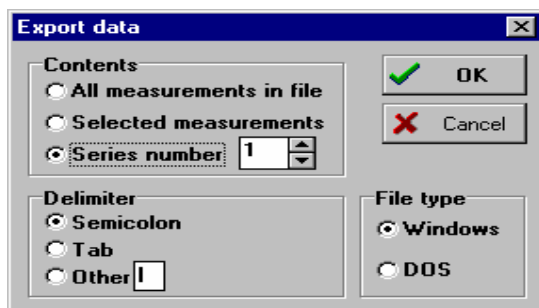 Export data
Contents
All measurements in file
Selected measurements
Series number 1
OK
Cancel
Delimiter
Semicolon
Tab
Other
File type
Windows
DOS